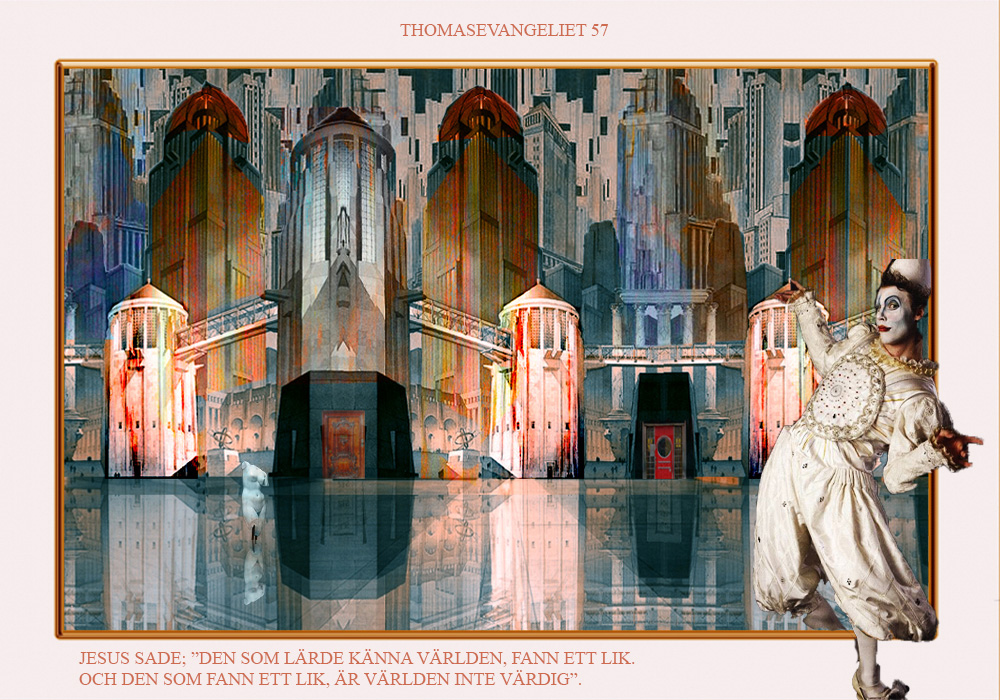 THOMASEVANGELIET 57
JESUS SADE; ”DEN SOM LÄRDE KÄNNA VÄRLDEN, FANN ETT LIK.
OCH DEN SOM FANN ETT LIK, ÄR VÄRLDEN INTE VÄRDIG”.